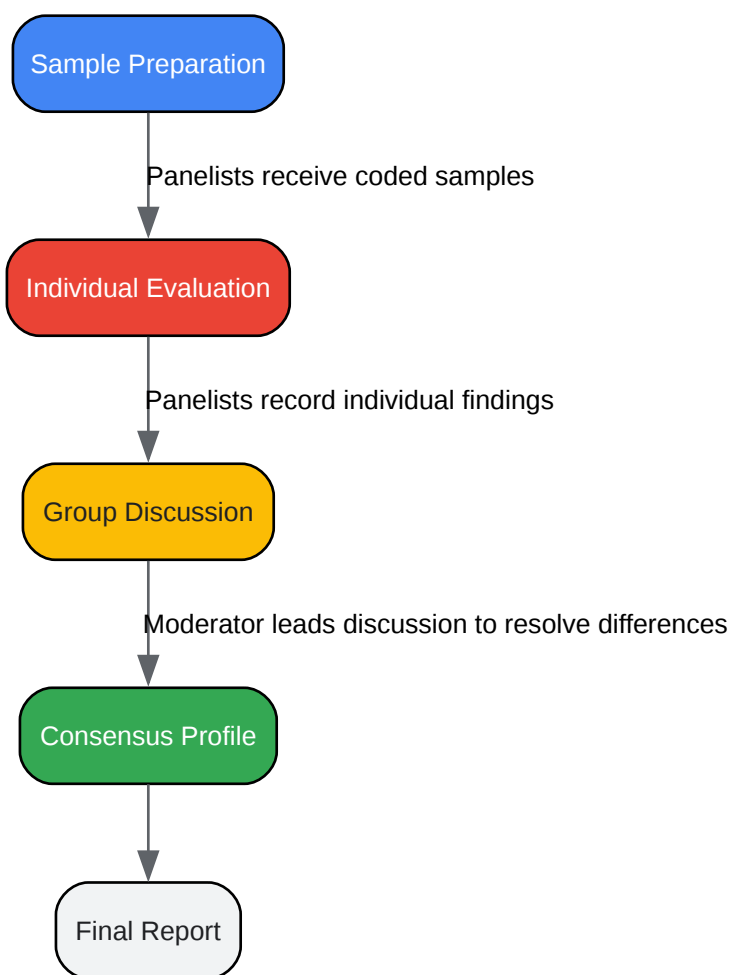 Sample Preparation
Panelists receive coded samples
Individual Evaluation
Panelists record individual findings
Group Discussion
Moderator leads discussion to resolve differences
Consensus Profile
Final Report